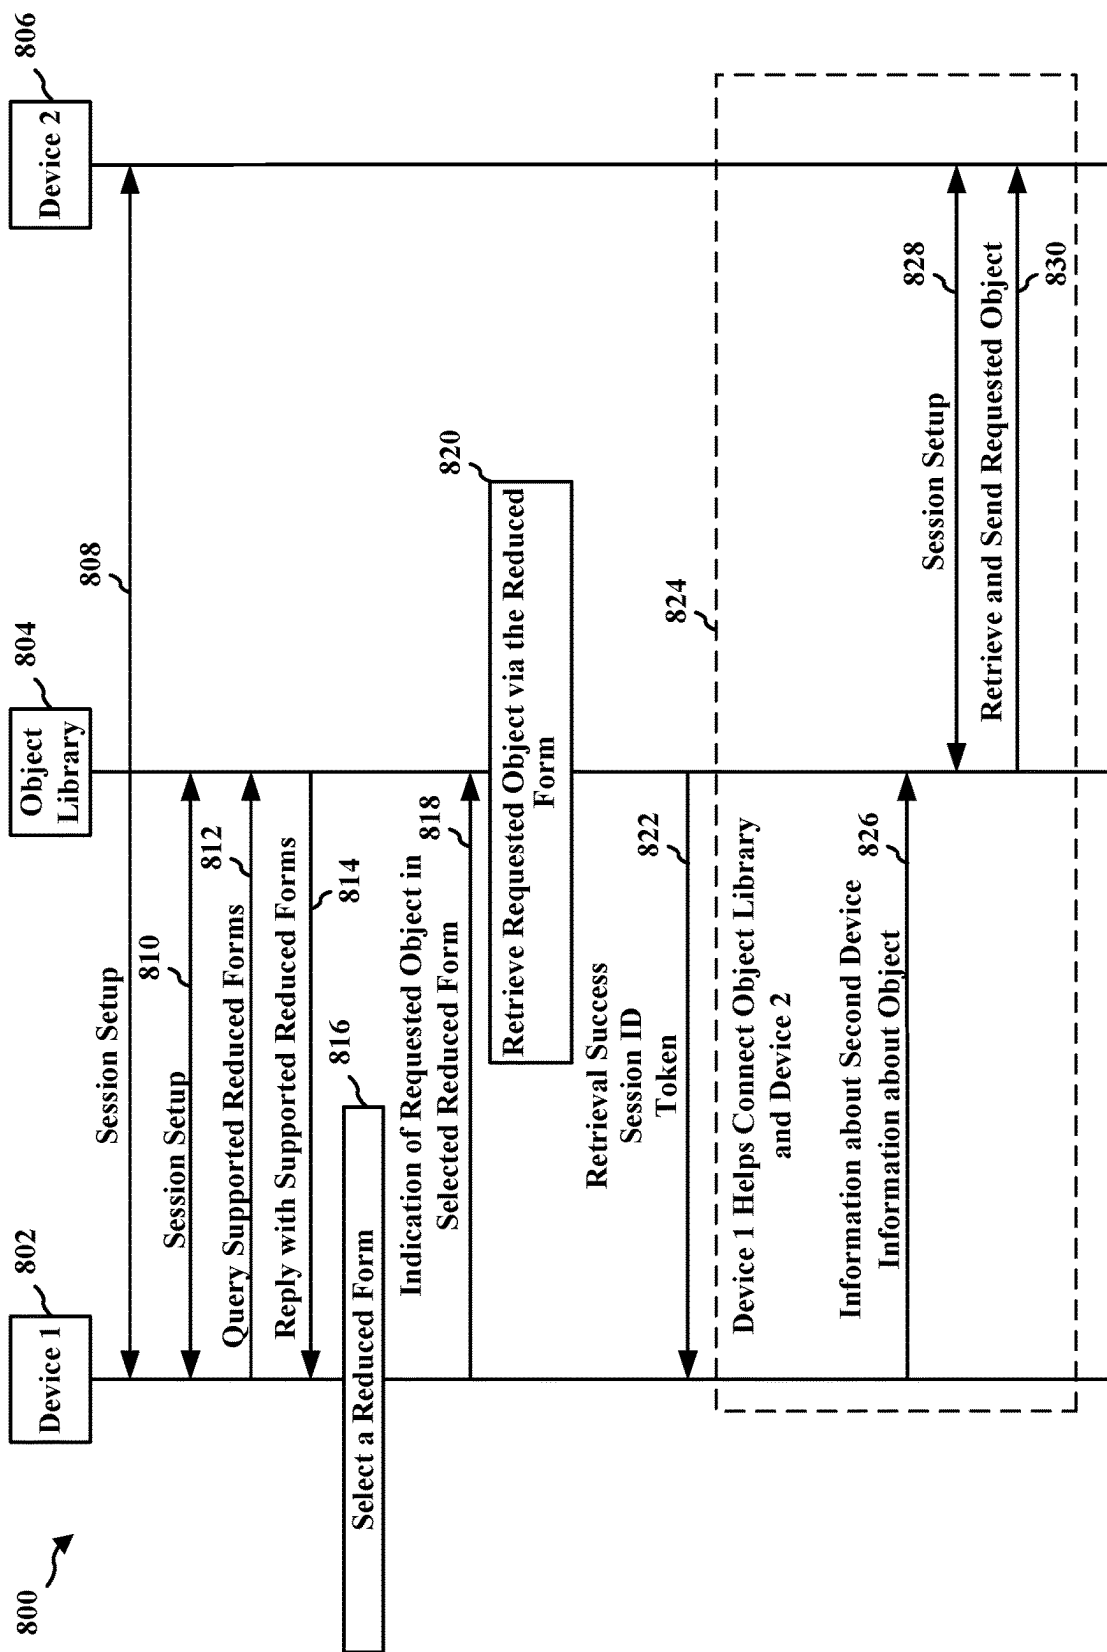 800
Device 1
802
Object
Library
804
Device 2
806
Session Setup
808
Session Setup
810
Query Supported Reduced Forms
812
Reply with Supported Reduced Forms
814
Select a Reduced Form
816
Indication of Requested Object in
Selected Reduced Form
818
Retrieve Requested Object via the Reduced
Form
820
Retrieval Success
Session ID
Token
822
824
Device 1 Helps Connect Object Library
and Device 2
Information about Second Device
Information about Object
826
Session Setup
828
Retrieve and Send Requested Object
830